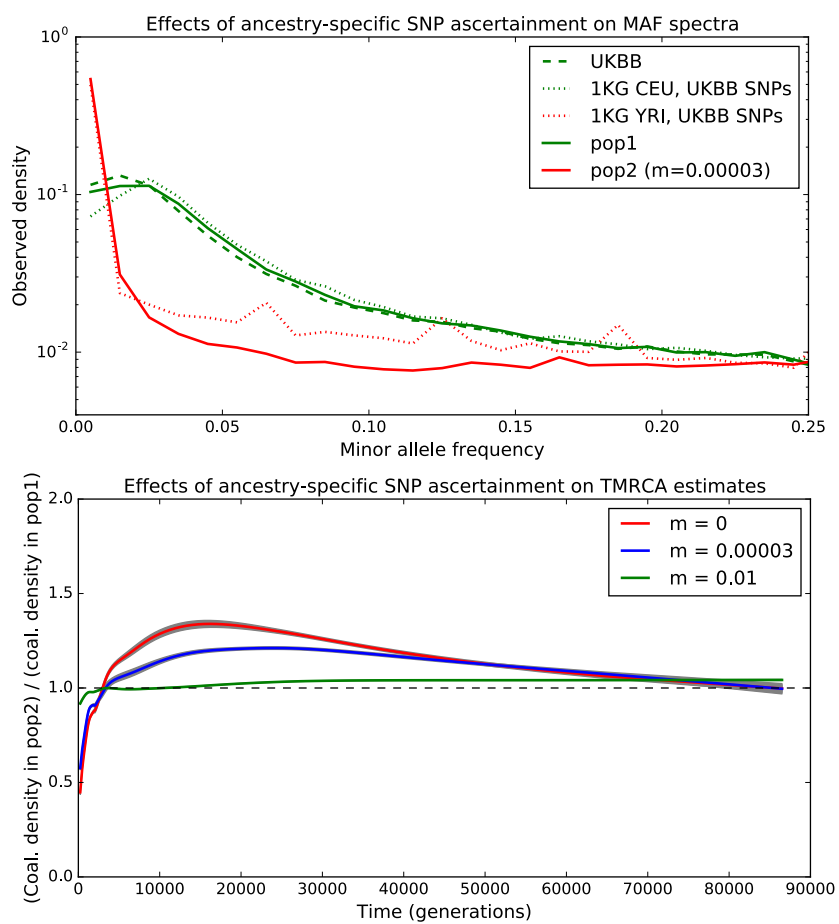 Effects of ancestry-specific SNP ascertainment on MAF spectra
10^0
10^-1
10^-2
Observed density
UKBB
1KG CEU, UKBB SNPs
1KG YRI, UKBB SNPs
pop1
pop2 (m=0.00003)
0.00 0.05 0.10 0.15 0.20 0.25
Minor allele frequency
Effects of ancestry-specific SNP ascertainment on TMRCA estimates
2.0
1.5
1.0
0.5
0.0
(Coal. density in pop2) / (coal. density in pop1)
m = 0
m = 0.00003
m = 0.01
0 10000 20000 30000 40000 50000 60000 70000 80000 90000
Time (generations)